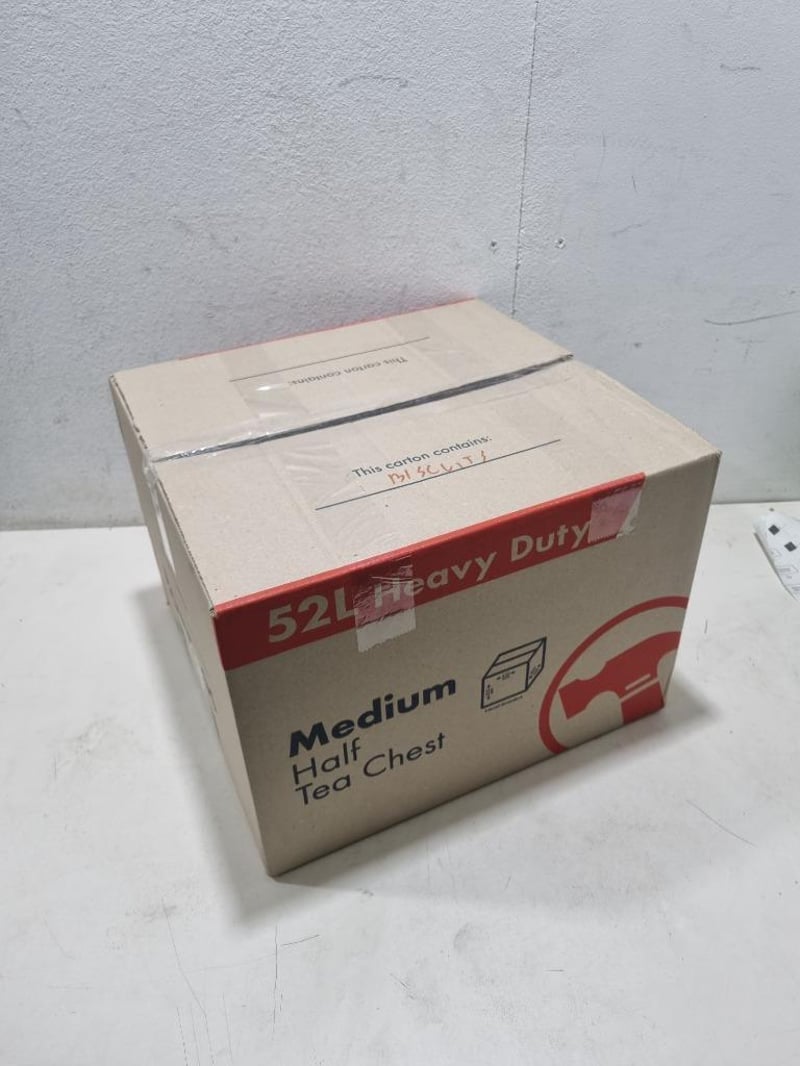 This carton contains:
This carton contains:
BISCUITS
52L Heavy Duty
Medium
Half
Tea Chest